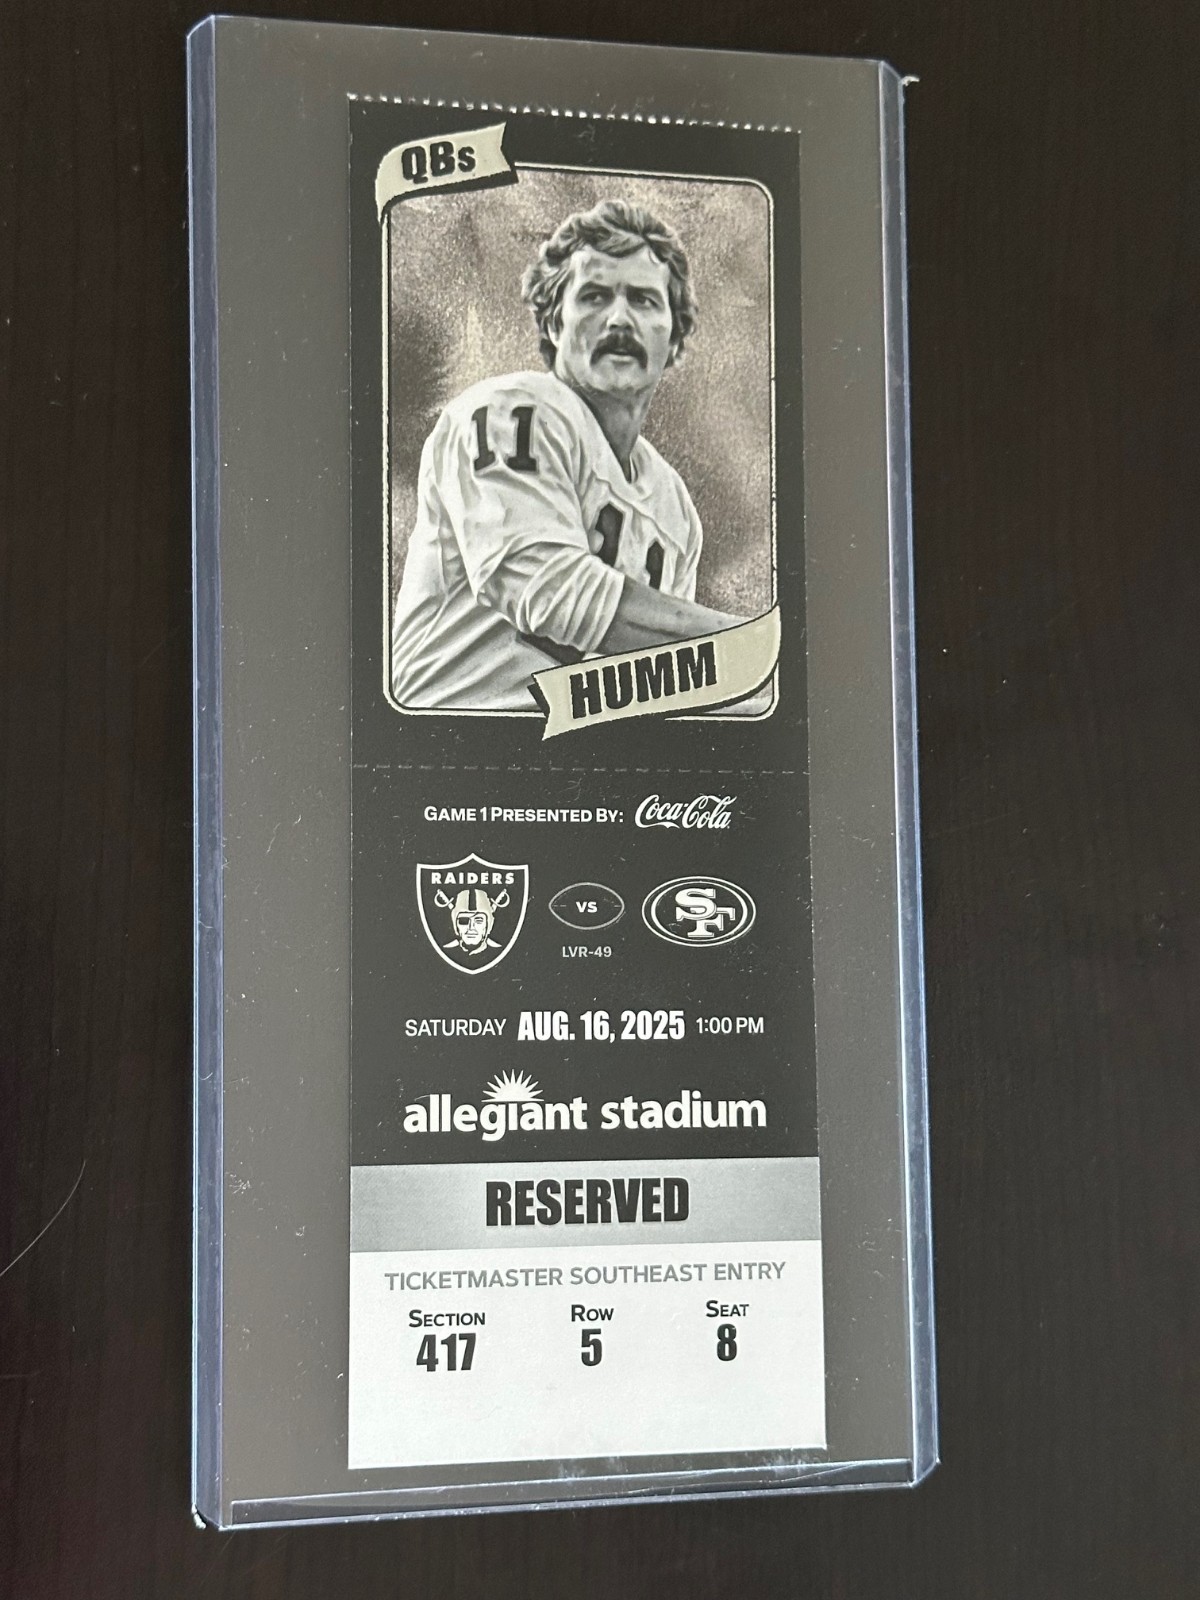 QBs
11
11
HUMM
GAME 1 PRESENTED BY: Coca-Cola
RAIDERS
VS
SF
LVR-49
SATURDAY AUG. 16, 2025 1:00 PM
allegiant stadium
RESERVED
TICKETMASTER SOUTHEAST ENTRY
SECTION ROW SEAT
417 5 8